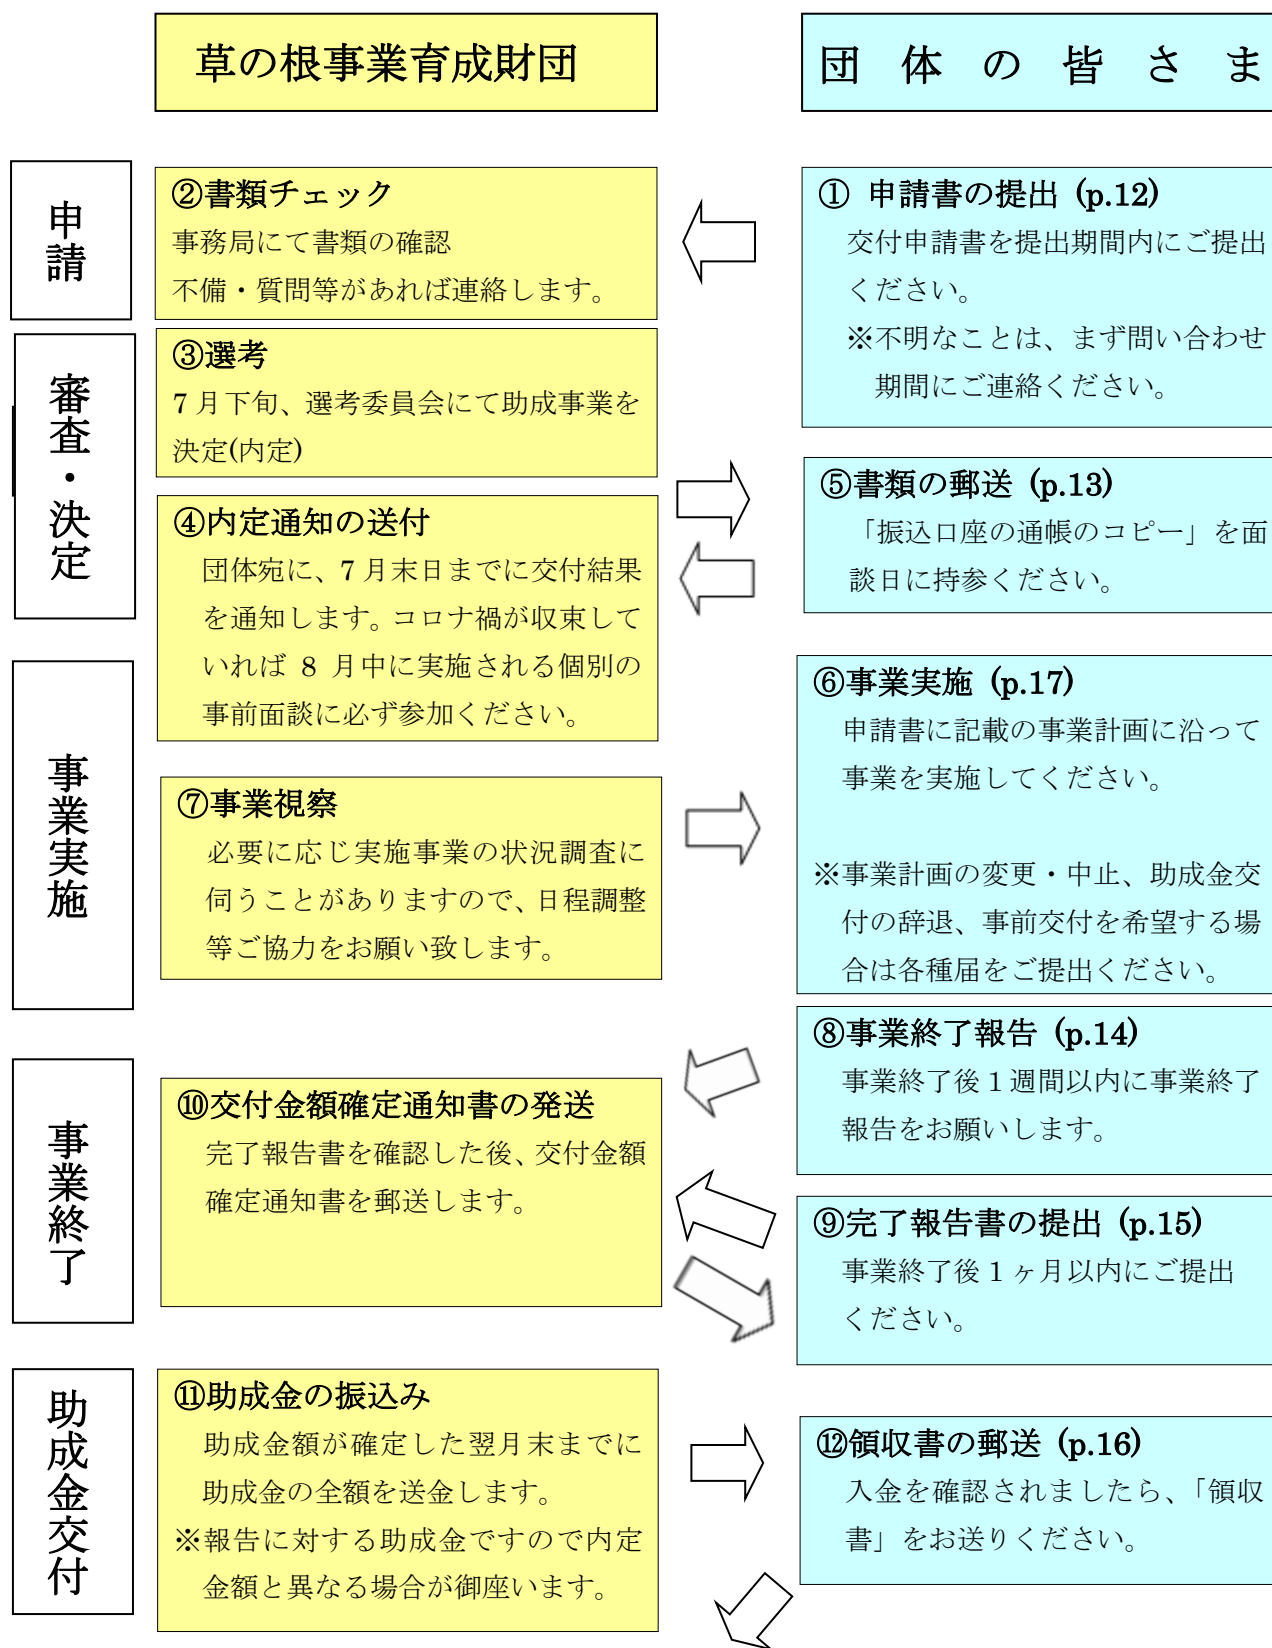 草の根事業育成財団
団体の皆さま
申請
②書類チェック
事務局にて書類の確認
不備・質問等があれば連絡します。
① 申請書の提出 (p.12)
交付申請書を提出期間内にご提出
ください。
※不明なことは、まず問い合わせ
期間にご連絡ください。
審査・決定
③選考
7月下旬、選考委員会にて助成事業を
決定(内定)
④内定通知の送付
団体宛に、7月末日までに交付結果
を通知します。コロナ禍が収束して
いれば 8 月中に実施される個別の
事前面談に必ず参加ください。
⑤書類の郵送 (p.13)
「振込口座の通帳のコピー」を面
談日に持参ください。
事業実施
⑥事業実施 (p.17)
申請書に記載の事業計画に沿って
事業を実施してください。
※事業計画の変更・中止、助成金交
付の辞退、事前交付を希望する場
合は各種届をご提出ください。
⑦事業視察
必要に応じ実施事業の状況調査に
伺うことがありますので、日程調整
等ご協力をお願い致します。
事業終了
⑧事業終了報告 (p.14)
事業終了後1週間以内に事業終了
報告をお願いします。
⑩交付金額確定通知書の発送
完了報告書を確認した後、交付金額
確定通知書を郵送します。
⑨完了報告書の提出 (p.15)
事業終了後1ヶ月以内にご提出
ください。
助成金交付
⑪助成金の振込み
助成金額が確定した翌月末までに
助成金の全額を送金します。
※報告に対する助成金ですので内定
金額と異なる場合が御座います。
⑫領収書の郵送 (p.16)
入金を確認されましたら、「領収
書」をお送りください。